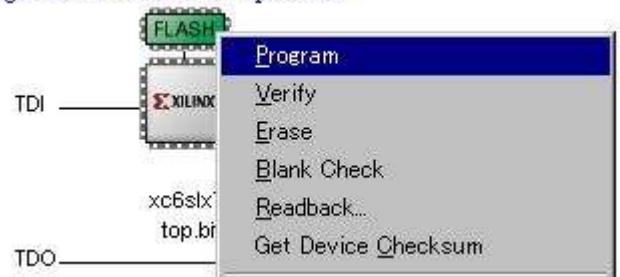 FLASH
Program
TDI
XILINX
Verify
Erase
Blank Check
Readback...
Get Device Checksum
TDO